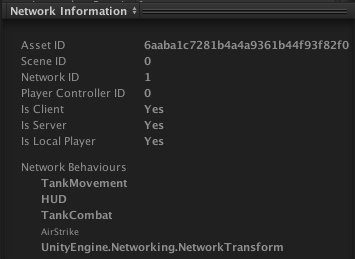 Network Information
Asset ID 6aaba1c7281b4a4a9361b44f93f82f0
Scene ID 0
Network ID 1
Player Controller ID 0
Is Client Yes
Is Server Yes
Is Local Player Yes
Network Behaviours
TankMovement
HUD
TankCombat
AirStrike
UnityEngine.Networking.NetworkTransform